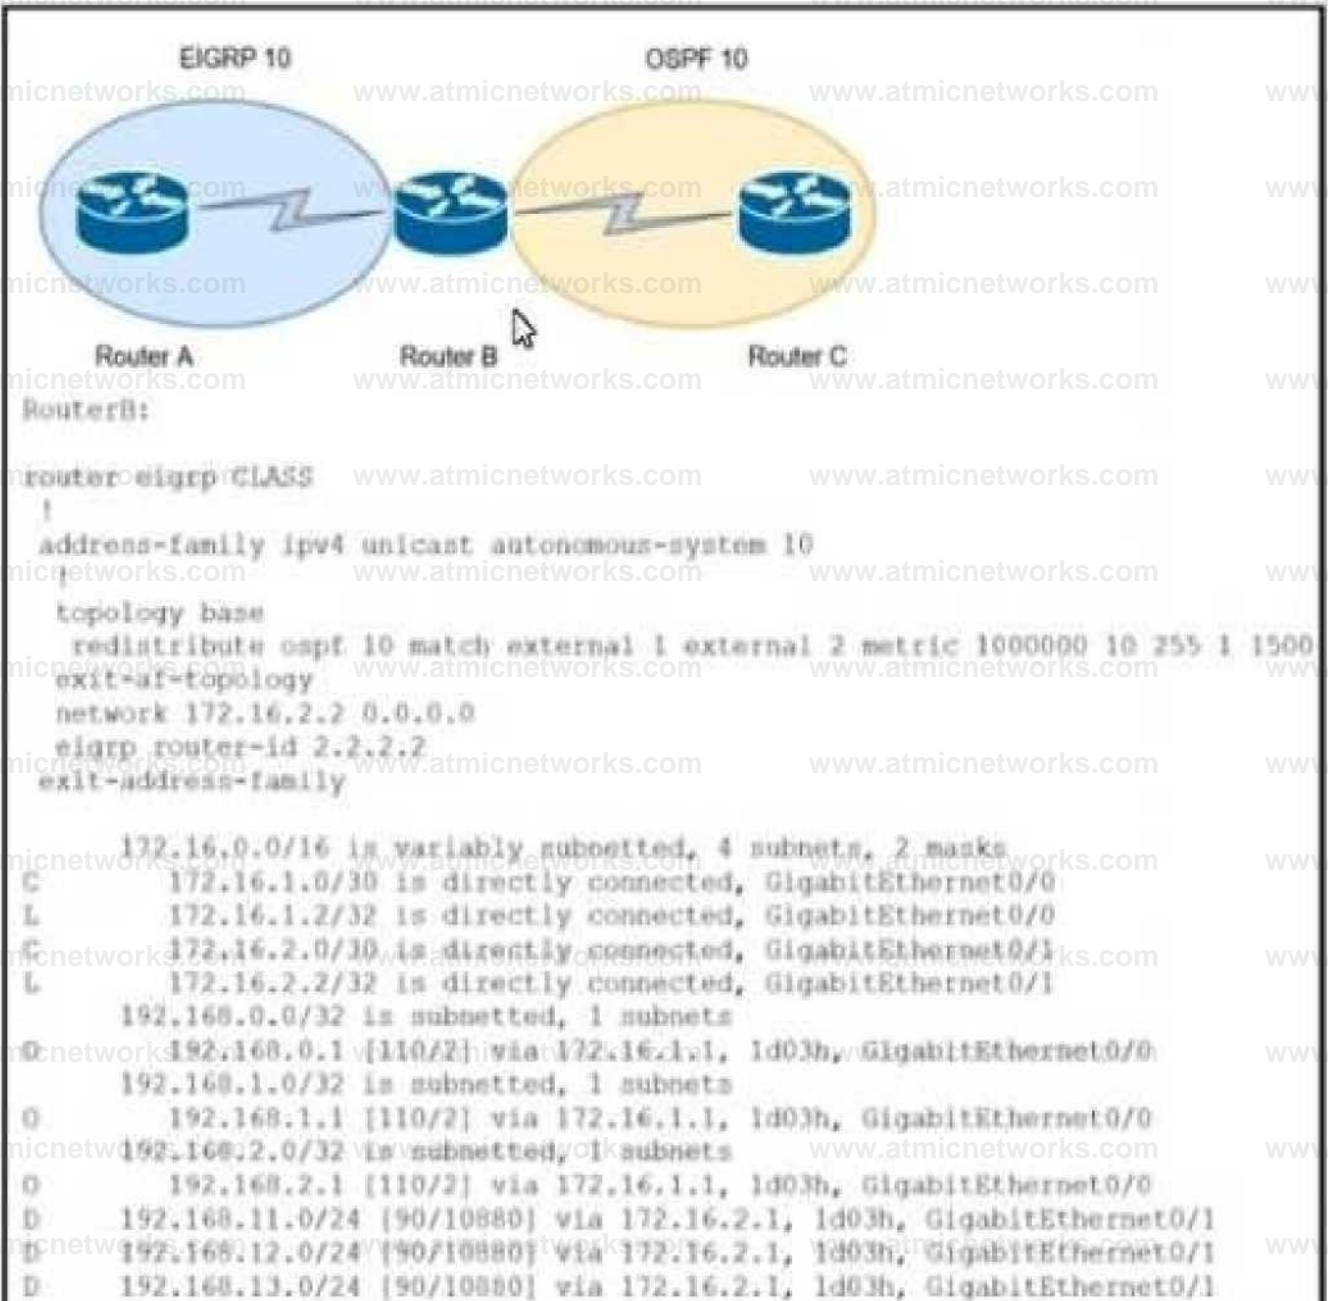 EIGRP 10
OSPF 10
www.atmicnetworks.com
Router A
Router B
Router C
RouterB:
router eigrp CLASS
!
address-family ipv4 unicast autonomous-system 10
!
topology base
redistribute ospf 10 match external 1 external 2 metric 1000000 10 255 1 1500
exit-af-topology
network 172.16.2.2 0.0.0.0
eigrp router-id 2.2.2.2
exit-address-family
172.16.0.0/16 is variably subnetted, 4 subnets, 2 masks
C 172.16.1.0/30 is directly connected, GigabitEthernet0/0
L 172.16.1.2/32 is directly connected, GigabitEthernet0/0
C 172.16.2.0/30 is directly connected, GigabitEthernet0/1
L 172.16.2.2/32 is directly connected, GigabitEthernet0/1
192.168.0.0/32 is subnetted, 1 subnets
O 192.168.0.1 [110/2] via 172.16.1.1, 1d03h, GigabitEthernet0/0
192.168.1.0/32 is subnetted, 1 subnets
O 192.168.1.1 [110/2] via 172.16.1.1, 1d03h, GigabitEthernet0/0
192.168.2.0/32 is subnetted, 1 subnets
O 192.168.2.1 [110/2] via 172.16.1.1, 1d03h, GigabitEthernet0/0
D 192.168.11.0/24 [90/10880] via 172.16.2.1, 1d03h, GigabitEthernet0/1
D 192.168.12.0/24 [90/10880] via 172.16.2.1, 1d03h, GigabitEthernet0/1
D 192.168.13.0/24 [90/10880] via 172.16.2.1, 1d03h, GigabitEthernet0/1